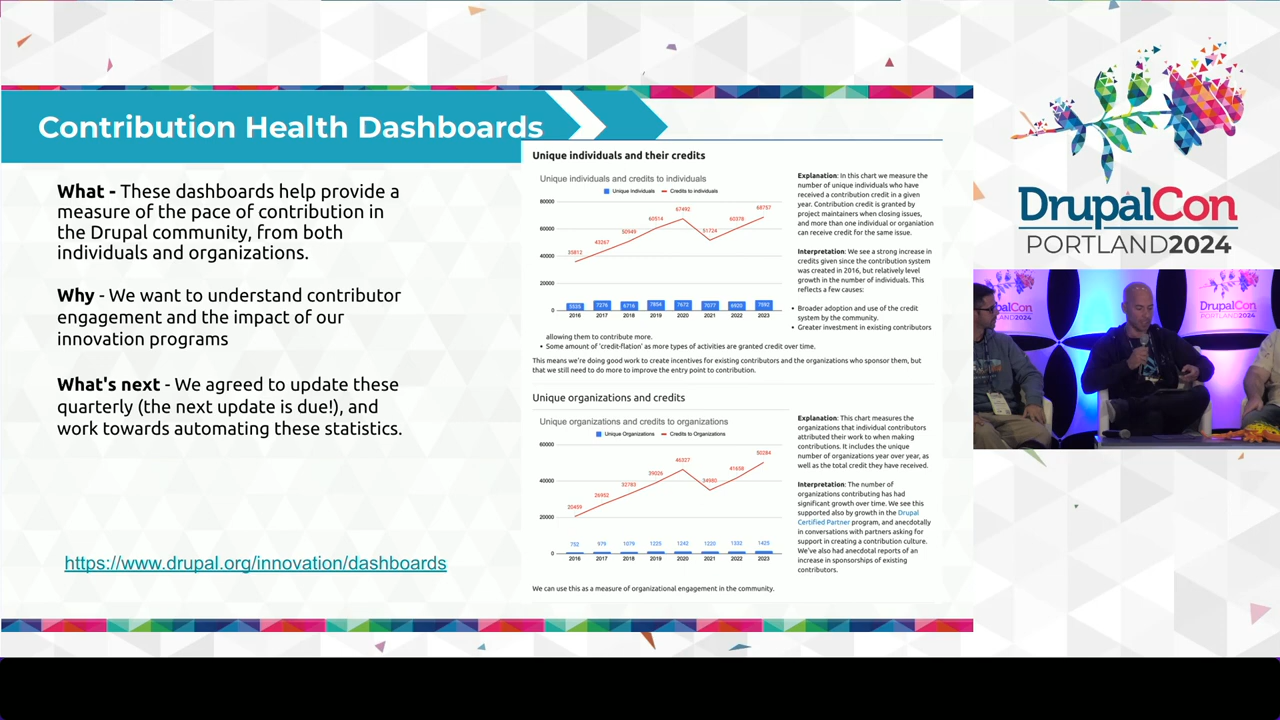 Contribution Health Dashboards
What - These dashboards help provide a
measure of the pace of contribution in
the Drupal community, from both
individuals and organizations.
Why - We want to understand contributor
engagement and the impact of our
innovation programs
What's next - We agreed to update these
quarterly (the next update is due!), and
work towards automating these statistics.
https://www.drupal.org/innovation/dashboards
Unique individuals and their credits
Unique individuals and credits to individuals
Unique Individuals Credits to individuals
80000
60000
40000
20000
0
35812
43267
50949
60514
67492
51724
60378
68757
7376
6716
7854
7672
7077
6920
7592
2016 2017 2018 2019 2020 2021 2022 2023
Explanation: In this chart we measure the
number of unique individuals who have
received a contribution credit in a given
year. Contribution credit is granted by
project maintainers when closing issues,
and more than one individual or organiation
can receive credit for the same issue.
Interpretation: We see a strong increase in
credits given since the contribution system
was created in 2016, but relatively level
growth in the number of individuals. This
reflects a few causes:
• Broader adoption and use of the credit
system by the community.
• Greater investment in existing contributors
allowing them to contribute more.
• Some amount of 'credit-flation' as more types of activities are granted credit over time.
This means we're doing good work to create incentives for existing contributors and the organizations who sponsor them, but
that we still need to do more to improve the entry point to contribution.
Unique organizations and credits
Unique organizations and credits to organizations
Unique Organizations Credits to Organizations
60000
40000
20000
0
20459
26952
32783
39026
46327
34980
41658
50284
752
979
1079
1225
1242
1220
1332
1425
2016 2017 2018 2019 2020 2021 2022 2023
Explanation: This chart measures the
organizations that individual contributors
attributed their work to when making
contributions. It includes the unique
number of organizations year over year, as
well as the total credit they have received.
Interpretation: The number of
organizations contributing has had
significant growth over time. We see this
supported also by growth in the Drupal
Certified Partner program, and anecdotally
in conversations with partners asking for
support in creating a contribution culture.
We've also had anecdotal reports of an
increase in sponsorships of existing
contributors.
We can use this as a measure of organizational engagement in the community.
DrupalCon
PORTLAND2024
DrupalCon
PORTLAND2024